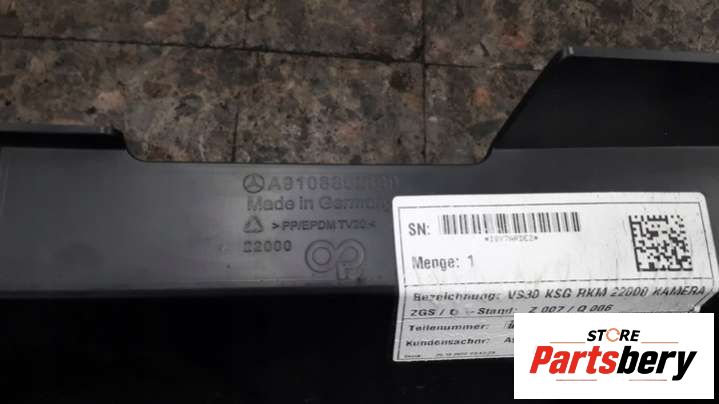 Made in Germany
>PP/EPDM TV20<
22000
SN:
*I9V7HRDEZ*
Menge: 1
Bezeichnung: VS30 KSG RKM 22000 KAMERA
ZGS / - Stand: Z 007 / Q 006
Teilenummer:
Kundensachnr:
STORE
Partsbery